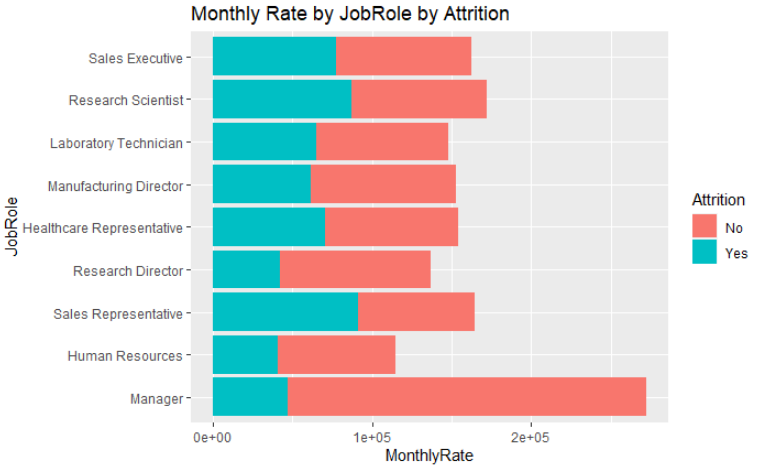 Monthly Rate by JobRole by Attrition
JobRole
Sales Executive
Research Scientist
Laboratory Technician
Manufacturing Director
Healthcare Representative
Research Director
Sales Representative
Human Resources
Manager
0e+00 1e+05 2e+05
MonthlyRate
Attrition
No
Yes